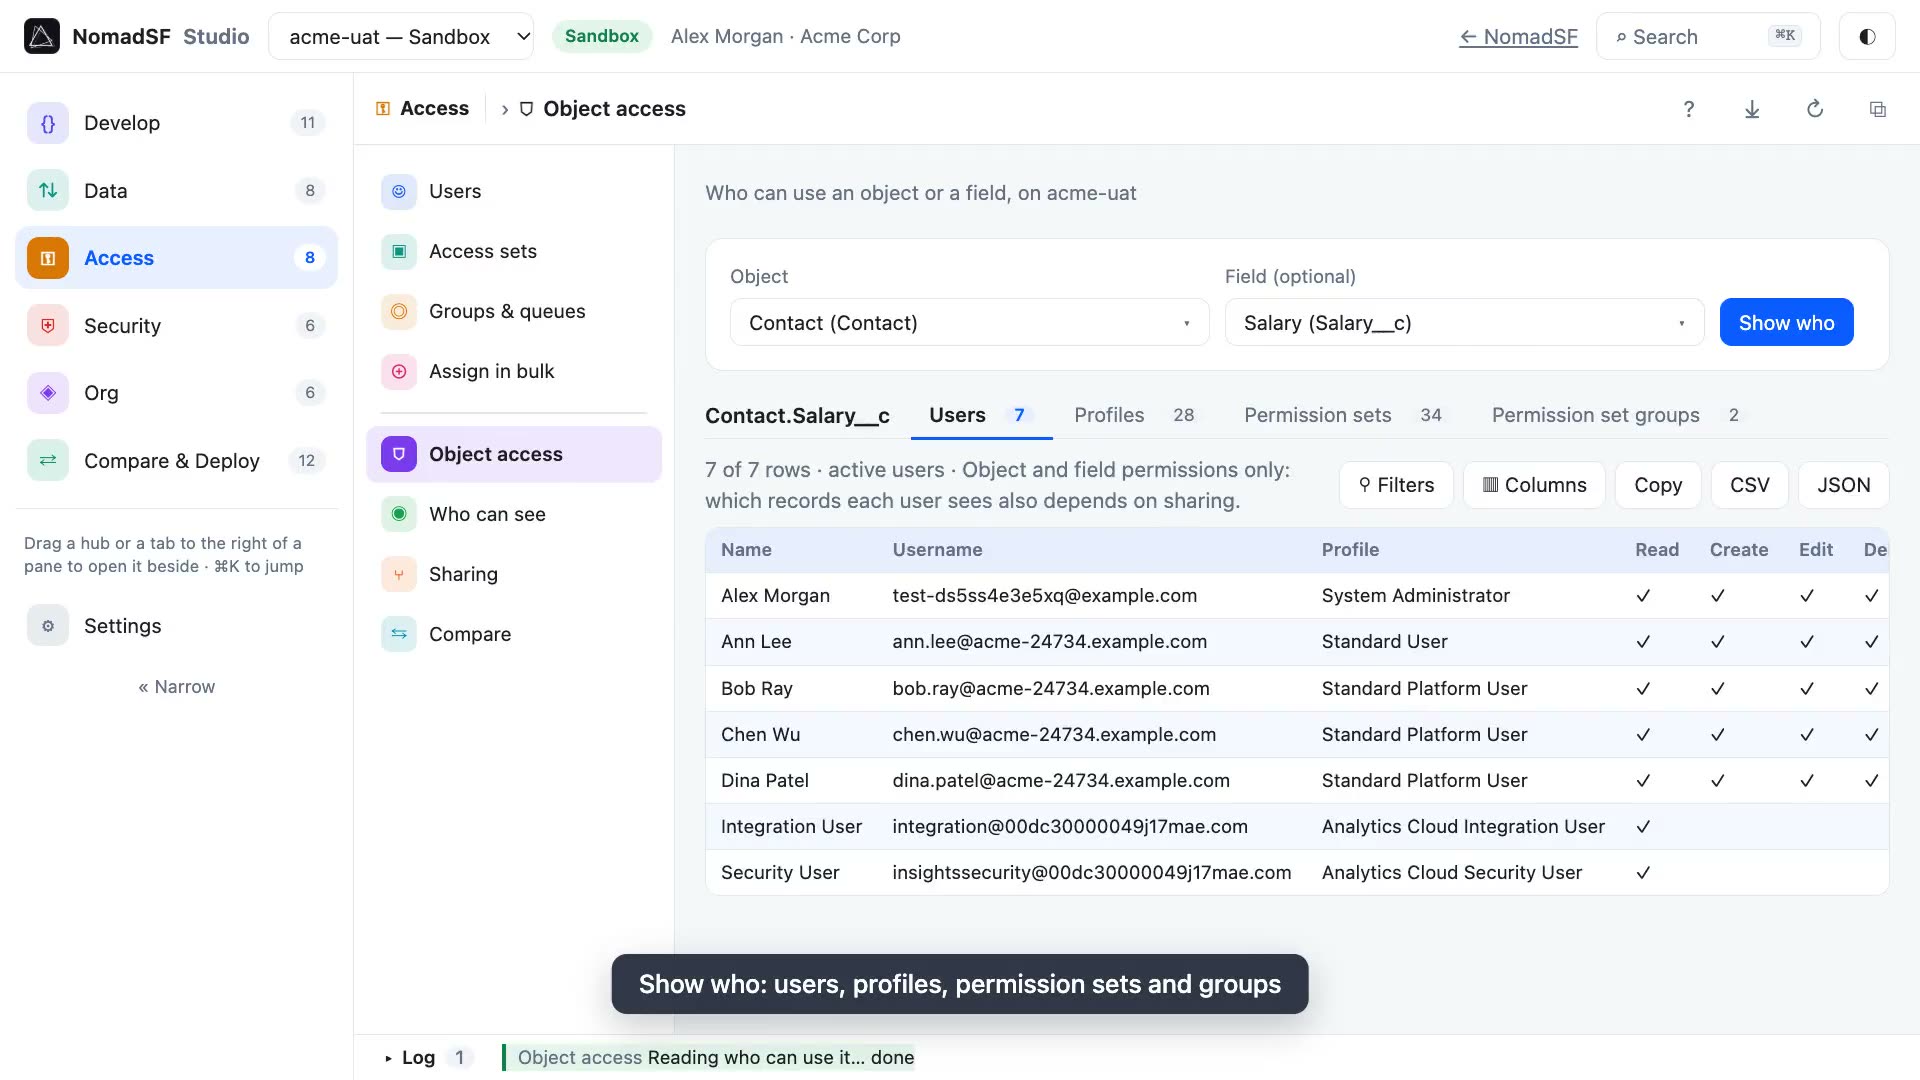 NomadSF Studio
acme-uat — Sandbox
Sandbox
Alex Morgan · Acme Corp
← NomadSF
Search ⌘K
Develop 11
Data 8
Access 8
Security 6
Org 6
Compare & Deploy 12
Drag a hub or a tab to the right of a
pane to open it beside · ⌘K to jump
Settings
« Narrow
Access › Object access
?
Users
Access sets
Groups & queues
Assign in bulk
Object access
Who can see
Sharing
Compare
Who can use an object or a field, on acme-uat
Object
Field (optional)
Contact (Contact)
Salary (Salary__c)
Show who
Contact.Salary__c
Users 7
Profiles 28
Permission sets 34
Permission set groups 2
7 of 7 rows · active users · Object and field permissions only:
which records each user sees also depends on sharing.
Filters
Columns
Copy
CSV
JSON
Name Username Profile Read Create Edit De
Alex Morgan test-ds5ss4e3e5xq@example.com System Administrator ✓ ✓ ✓ ✓
Ann Lee ann.lee@acme-24734.example.com Standard User ✓ ✓ ✓ ✓
Bob Ray bob.ray@acme-24734.example.com Standard Platform User ✓ ✓ ✓ ✓
Chen Wu chen.wu@acme-24734.example.com Standard Platform User ✓ ✓ ✓ ✓
Dina Patel dina.patel@acme-24734.example.com Standard Platform User ✓ ✓ ✓ ✓
Integration User integration@00dc30000049j17mae.com Analytics Cloud Integration User ✓
Security User insightssecurity@00dc30000049j17mae.com Analytics Cloud Security User ✓
Show who: users, profiles, permission sets and groups
Log 1
Object access Reading who can use it... done